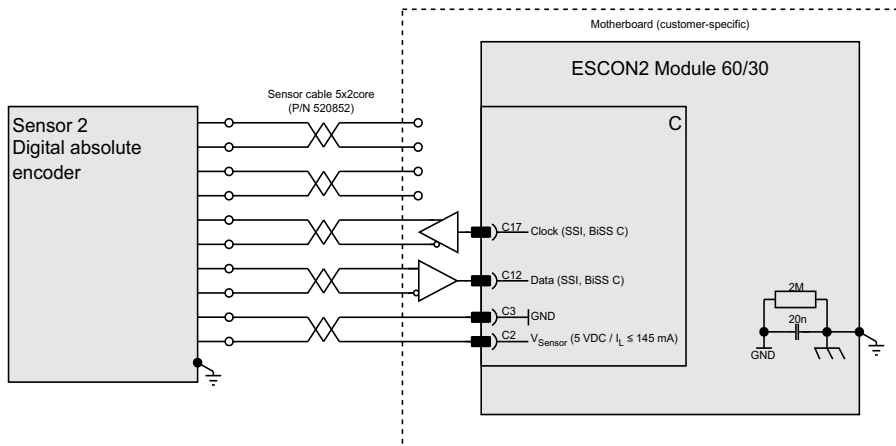 Motherboard (customer-specific)
ESCON2 Module 60/30
Sensor cable 5x2core
(P/N 520852)
Sensor 2
Digital absolute
encoder
C
C17
Clock (SSI, BiSS C)
C12
Data (SSI, BiSS C)
C3
GND
C2
VSensor (5 VDC / IL ≤ 145 mA)
2M
20n
GND